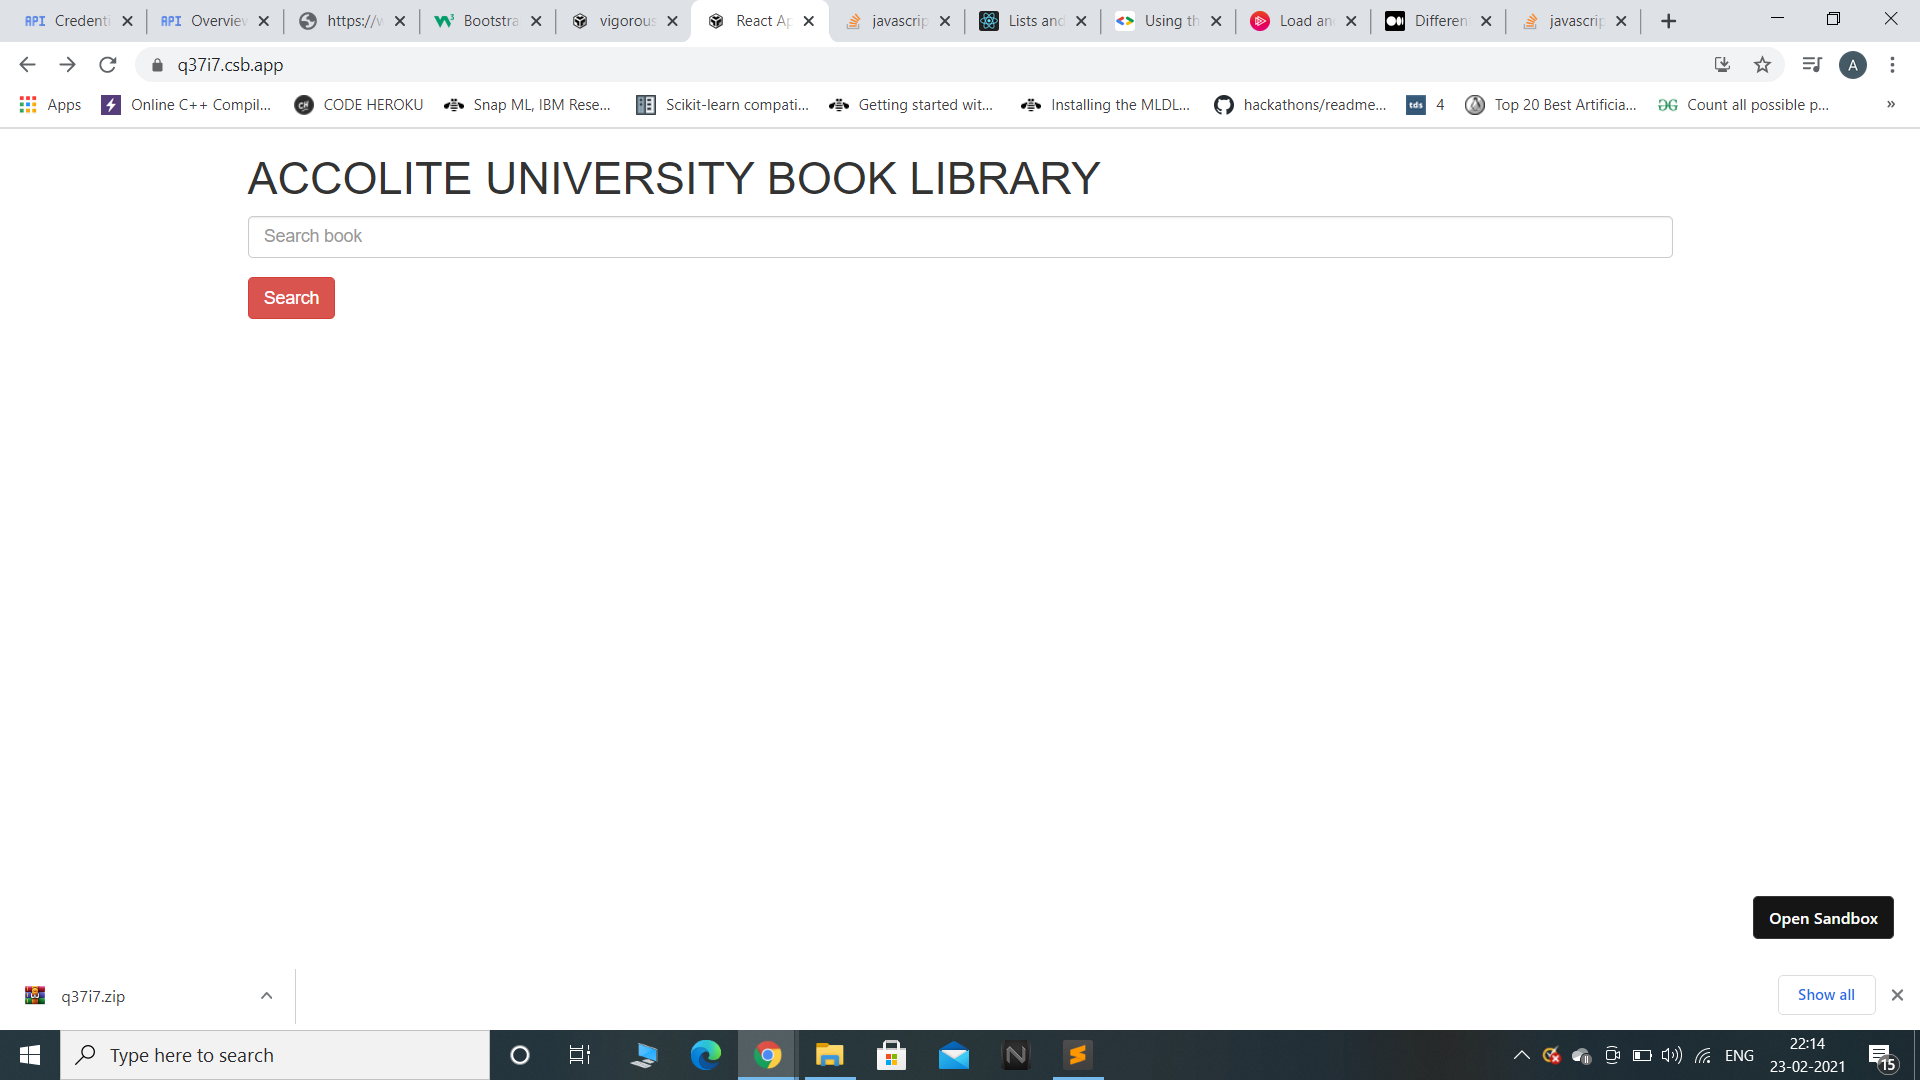 API Credenti API Overview https://w Bootstra vigorous React Ap javascrip Lists and Using th Load an Differen javascrip
q37i7.csb.app A
Apps Online C++ Compil... CODE HEROKU Snap ML, IBM Rese... Scikit-learn compati... Getting started wit... Installing the MLDL... hackathons/readme... tds 4 Top 20 Best Artificia... Count all possible p... »
ACCOLITE UNIVERSITY BOOK LIBRARY
Search book
Search
Open Sandbox
q37i7.zip Show all
Type here to search ENG 22:14
23-02-2021 15